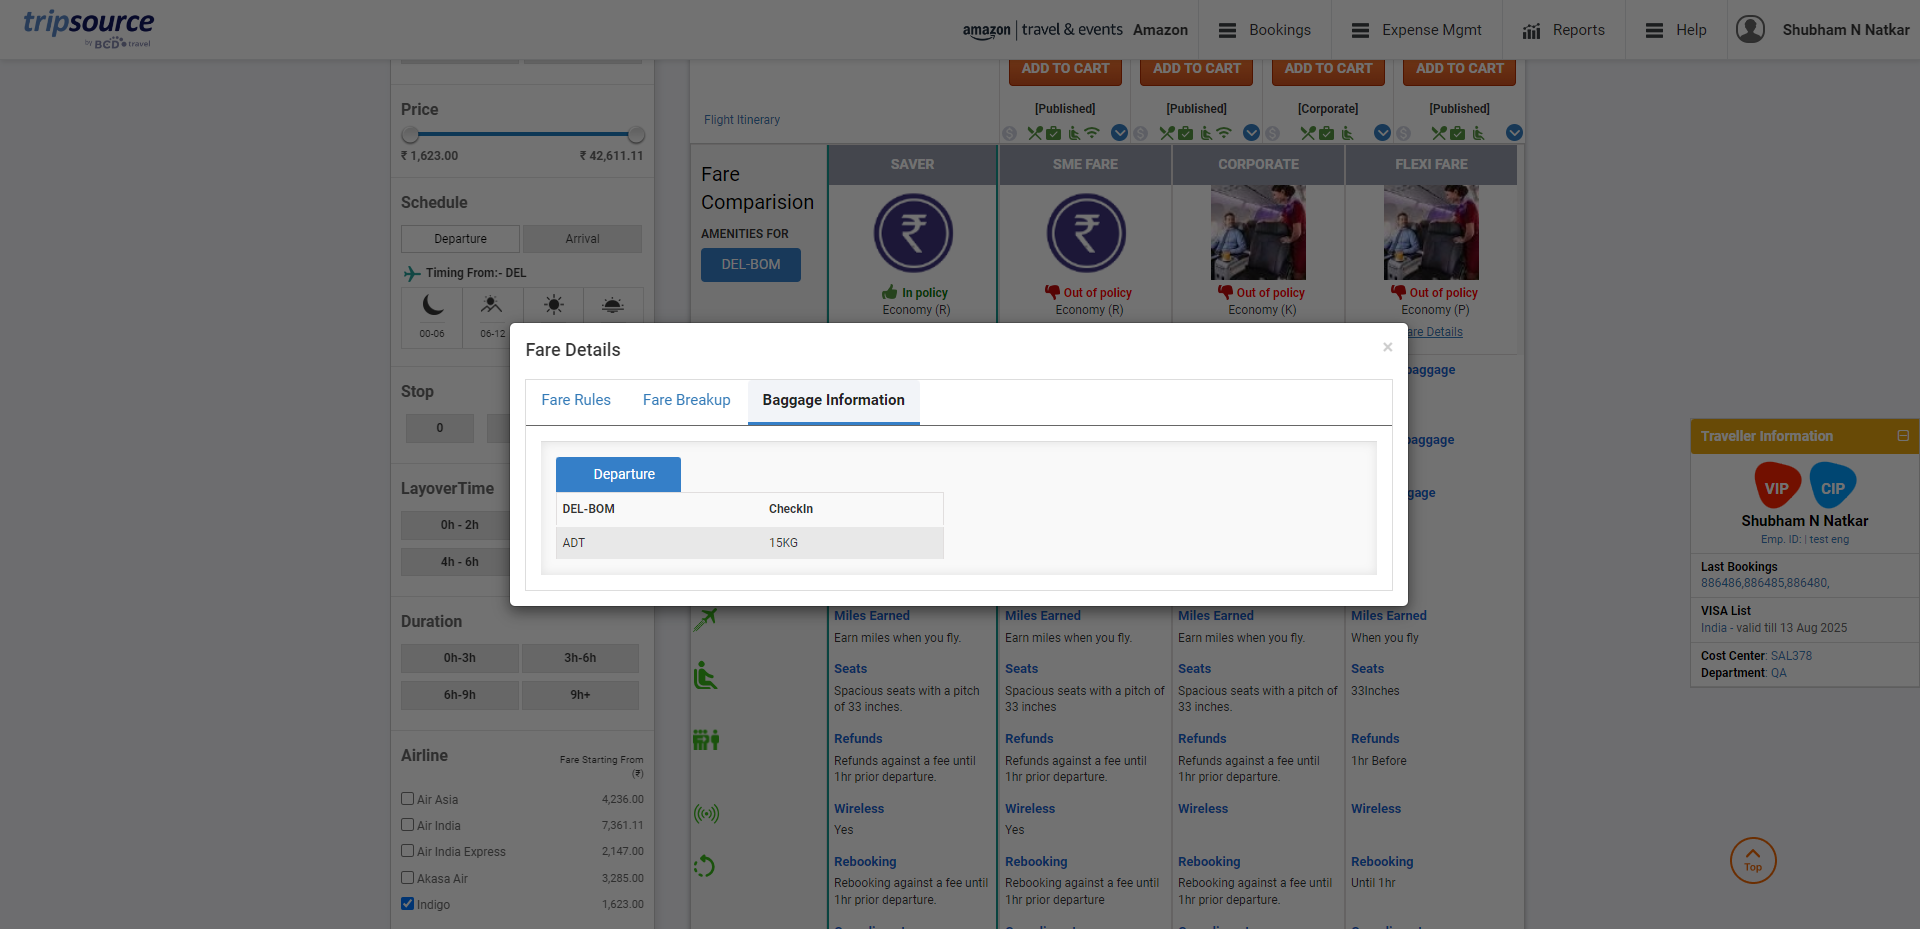 tripsource
by BCD travel
amazon travel & events Amazon
Bookings
Expense Mgmt
Reports
Help
Shubham N Natkar
Price
₹ 1,623.00 ₹ 42,611.11
Schedule
Departure Arrival
Timing From:- DEL
00-06 06-12
Stop
0
LayoverTime
0h - 2h
4h - 6h
Duration
0h-3h 3h-6h
6h-9h 9h+
Airline Fare Starting From
(₹)
Air Asia 4,236.00
Air India 7,361.11
Air India Express 2,147.00
Akasa Air 3,285.00
Indigo 1,623.00
ADD TO CART ADD TO CART ADD TO CART ADD TO CART
[Published] [Published] [Corporate] [Published]
Flight Itinerary
Fare
Comparision
AMENITIES FOR
DEL-BOM
SAVER SME FARE CORPORATE FLEXI FARE
In policy Out of policy Out of policy Out of policy
Economy (R) Economy (R) Economy (K) Economy (P)
are Details
baggage
baggage
gage
Fare Details ×
Fare Rules Fare Breakup Baggage Information
Departure
DEL-BOM CheckIn
ADT 15KG
Miles Earned Miles Earned Miles Earned Miles Earned
Earn miles when you fly. Earn miles when you fly. Earn miles when you fly. When you fly
Seats Seats Seats Seats
Spacious seats with a pitch Spacious seats with a pitch of Spacious seats with a pitch of 33Inches
of 33 inches. 33 inches 33 inches.
Refunds Refunds Refunds Refunds
Refunds against a fee until Refunds against a fee until Refunds against a fee until 1hr Before
1hr prior departure. 1hr prior departure. 1hr prior departure.
Wireless Wireless Wireless Wireless
Yes Yes
Rebooking Rebooking Rebooking Rebooking
Rebooking against a fee until Rebooking against a fee until Rebooking against a fee until Until 1hr
1hr prior departure. 1hr prior departure 1hr prior departure.
Traveller Information
VIP CIP
Shubham N Natkar
Emp. ID: | test eng
Last Bookings
886486,886485,886480,
VISA List
India - valid till 13 Aug 2025
Cost Center: SAL378
Department: QA
Top